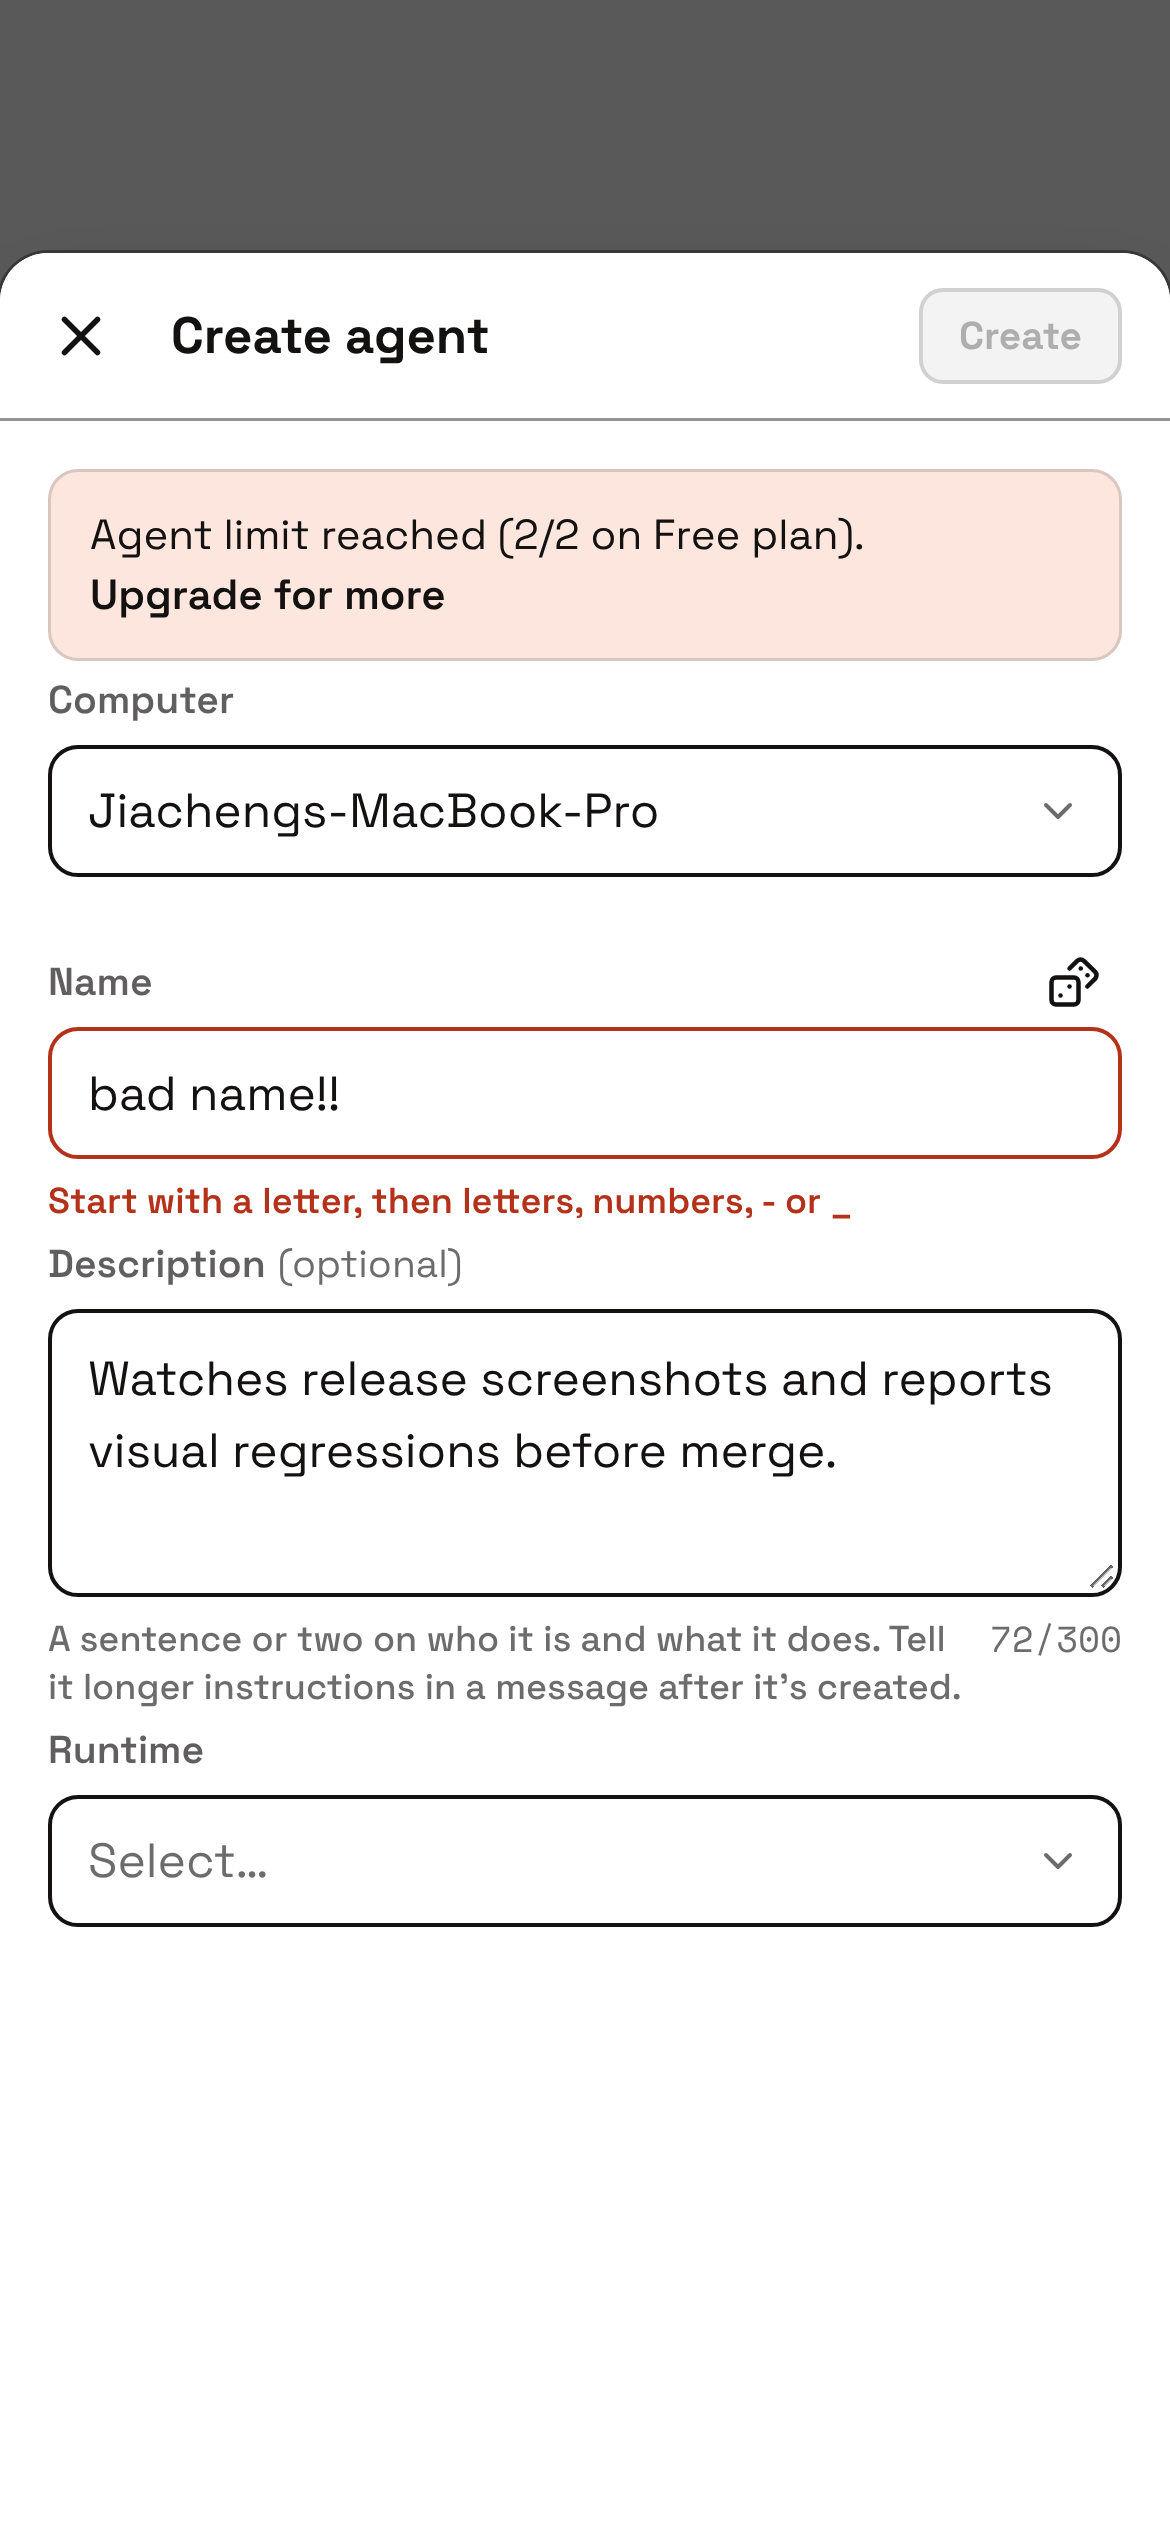 Create agent
Create
Agent limit reached (2/2 on Free plan).
Upgrade for more
Computer
Jiachengs-MacBook-Pro
Name
bad name!!
Start with a letter, then letters, numbers, - or _
Description (optional)
Watches release screenshots and reports
visual regressions before merge.
A sentence or two on who it is and what it does. Tell
it longer instructions in a message after it’s created.
72/300
Runtime
Select…